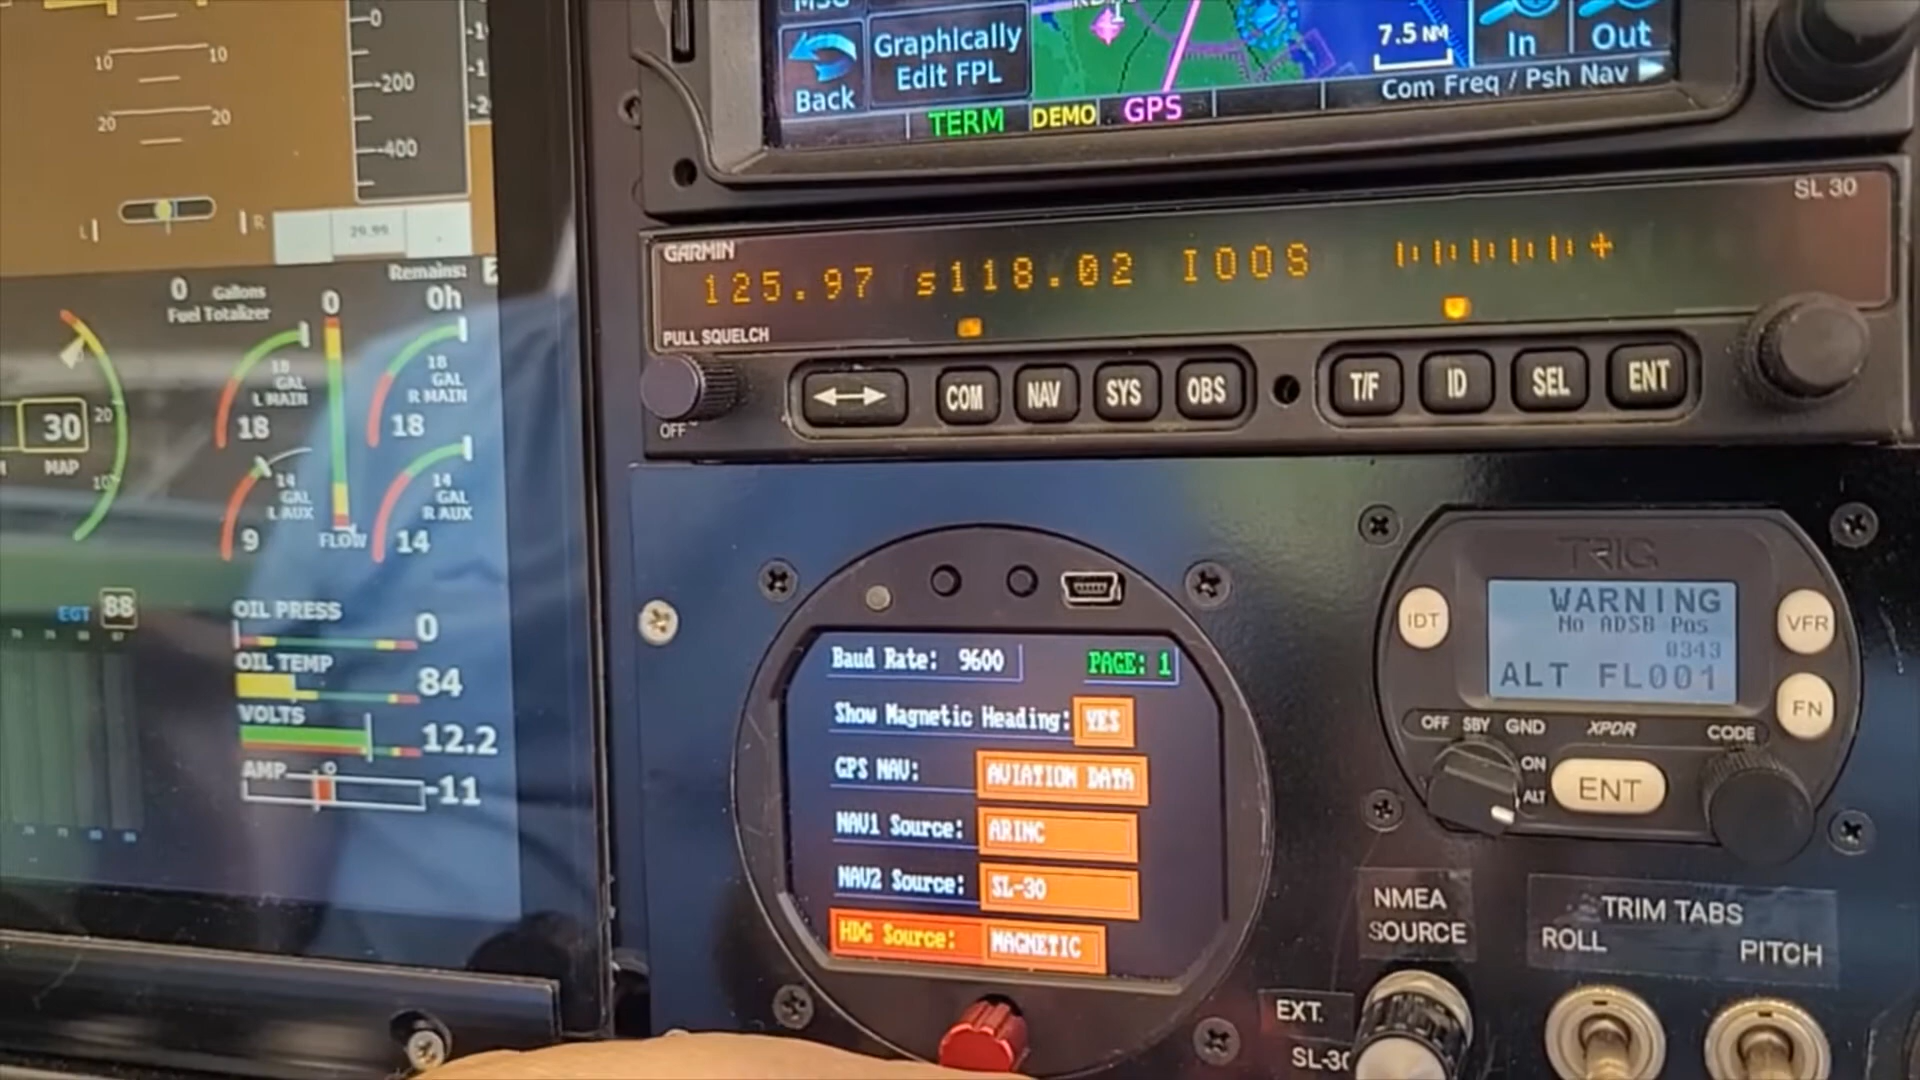 Back
Graphically
Edit FPL
7.5 NM
In
Out
TERM
DEMO
GPS
Com Freq / Psh Nav
0
-200
-400
10
10
20
20
L
R
29.99
SL 30
GARMIN
125.97 s118.02 IOOS
PULL SQUELCH
OFF
COM
NAV
SYS
OBS
T/F
ID
SEL
ENT
0 Gallons
Fuel Totalizer
0
Remains:
0h
18
GAL
L MAIN
18
18
GAL
R MAIN
18
30
MAP
20
10
14
GAL
L AUX
9
FLOW
14
GAL
R AUX
14
EGT 88
OIL PRESS
0
OIL TEMP
84
VOLTS
12.2
AMP
0
-11
Baud Rate: 9600
PAGE: 1
Show Magnetic Heading: YES
GPS NAV: AVIATION DATA
NAV1 Source: ARINC
NAV2 Source: SL-30
HDG Source: MAGNETIC
TRIG
IDT
WARNING
No ADSB Pos
0343
ALT FL001
VFR
FN
OFF
SBY
GND
ON
ALT
XPDR
CODE
ENT
NMEA
SOURCE
EXT.
SL-30
TRIM TABS
ROLL
PITCH